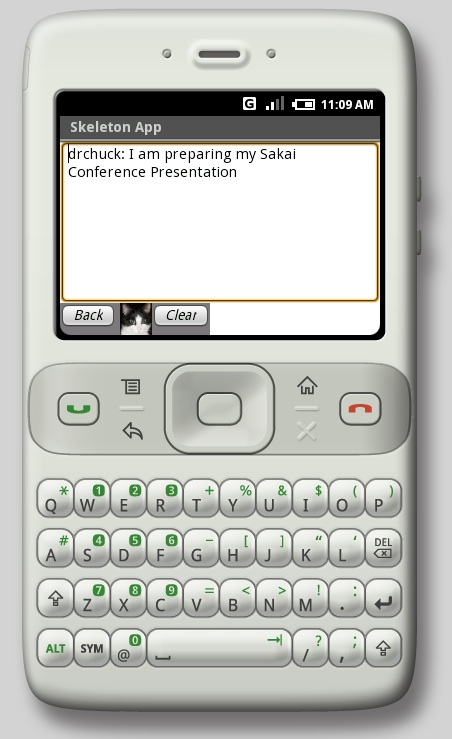 G 11:09 AM
Skeleton App
drchuck: I am preparing my Sakai
Conference Presentation
Back Clear
Q * W 1 E 2 R 3 T + Y % U & I $ O ( P )
A # S 4 D 5 F 6 G - H [ J ] K “ L ‘ DEL
Z 7 X 8 C 9 V = B < N > M ! . :
ALT SYM @ 0 / ? , ;